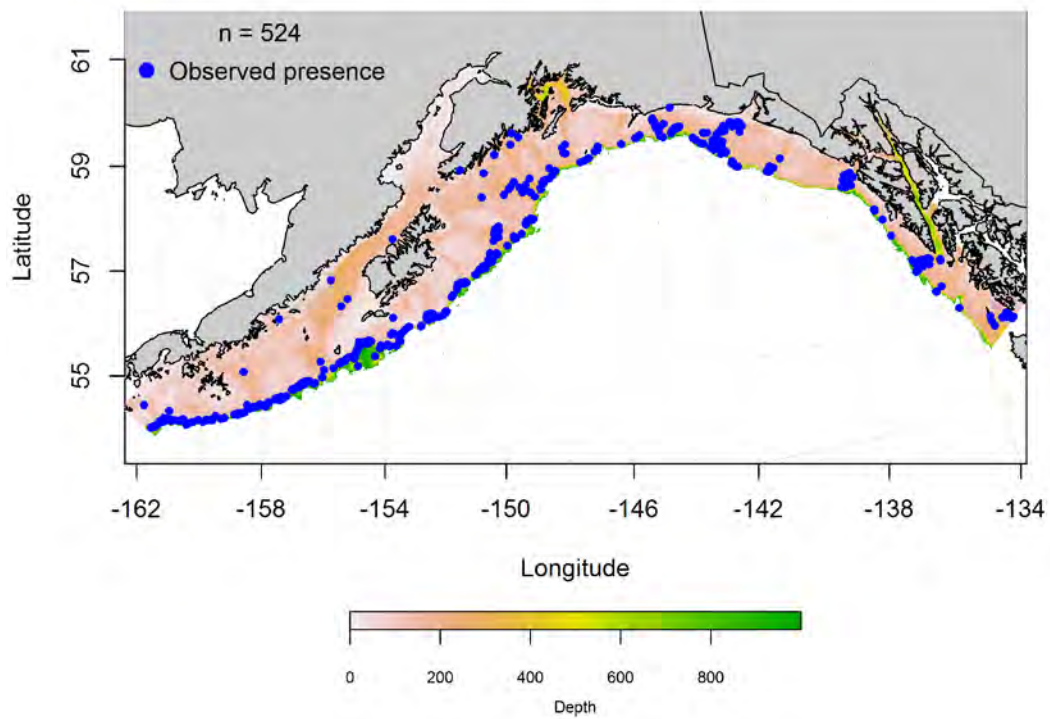 n = 524
Observed presence
61
59
57
55
Latitude
-162 -158 -154 -150 -146 -142 -138 -134
Longitude
0 200 400 600 800
Depth